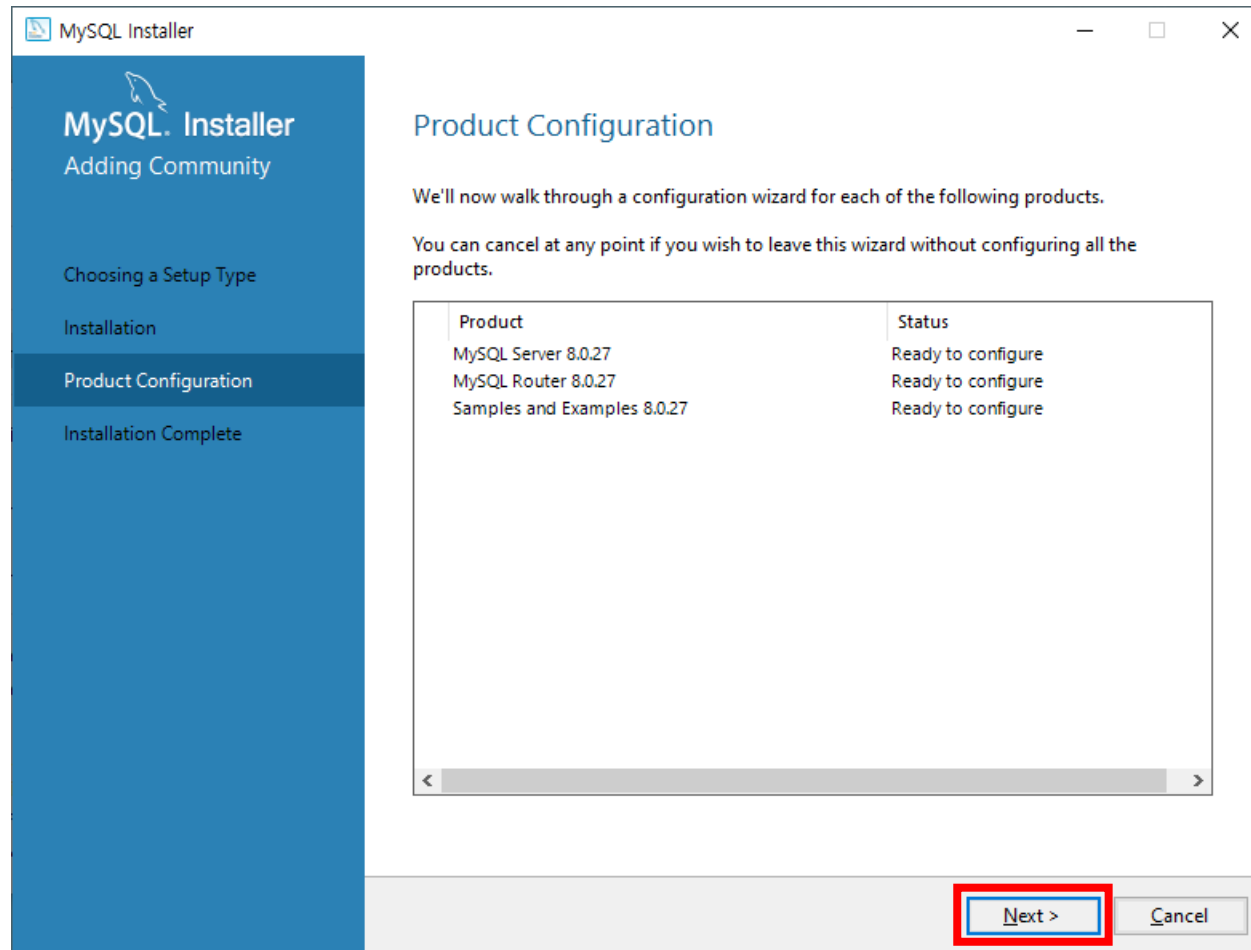 MySQL Installer
MySQL. Installer
Adding Community
Choosing a Setup Type
Installation
Product Configuration
Installation Complete
Product Configuration
We'll now walk through a configuration wizard for each of the following products.
You can cancel at any point if you wish to leave this wizard without configuring all the
products.
Product Status
MySQL Server 8.0.27 Ready to configure
MySQL Router 8.0.27 Ready to configure
Samples and Examples 8.0.27 Ready to configure
Next > Cancel